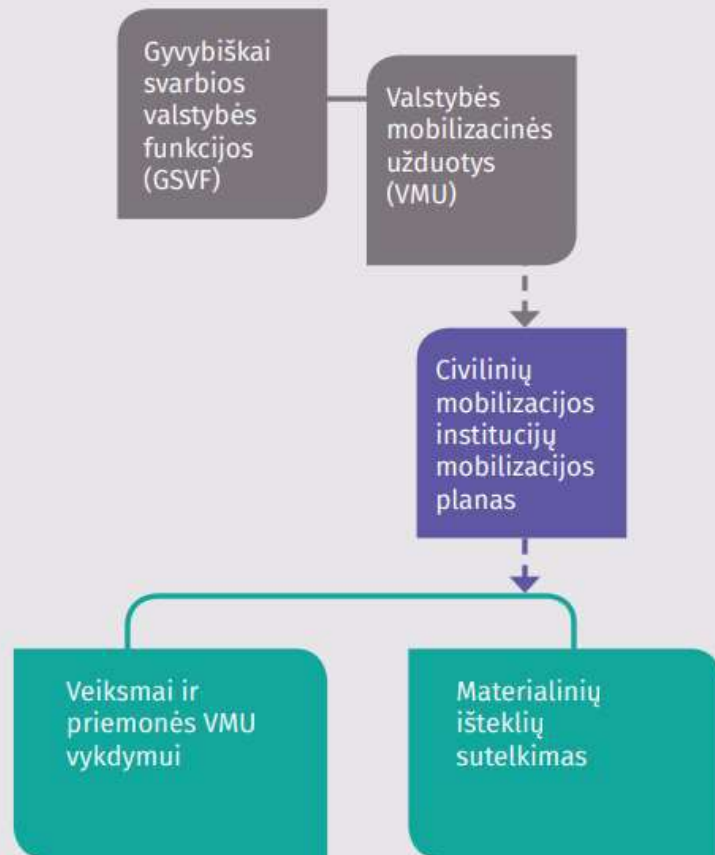 Gyvybiškai
svarbios
valstybės
funkcijos
(GSVF)
Valstybės
mobilizacinės
užduotys
(VMU)
Civilinių
mobilizacijos
institucijų
mobilizacijos
planas
Veiksmai ir
priemonės VMU
vykdymui
Materialinių
išteklių
sutelkimas